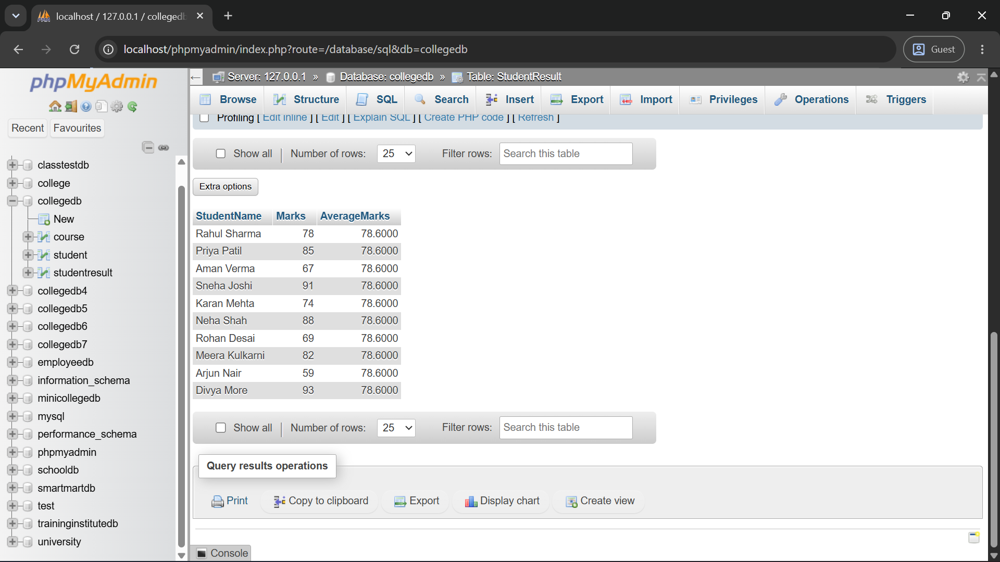 localhost / 127.0.0.1 / collegedb
localhost/phpmyadmin/index.php?route=/database/sql&db=collegedb
Guest
phpMyAdmin
Recent
Favourites
classtestdb
college
collegedb
New
course
student
studentresult
collegedb4
collegedb5
collegedb6
collegedb7
employeedb
information_schema
minicollegedb
mysql
performance_schema
phpmyadmin
schooldb
smartmartdb
test
traininginstitutedb
university
Server: 127.0.0.1 » Database: collegedb » Table: StudentResult
Browse Structure SQL Search Insert Export Import Privileges Operations Triggers
Profiling [ Edit inline ] [ Edit ] [ Explain SQL ] [ Create PHP code ] [ Refresh ]
Show all | Number of rows: 25 Filter rows: Search this table
Extra options
StudentName Marks AverageMarks
Rahul Sharma 78 78.6000
Priya Patil 85 78.6000
Aman Verma 67 78.6000
Sneha Joshi 91 78.6000
Karan Mehta 74 78.6000
Neha Shah 88 78.6000
Rohan Desai 69 78.6000
Meera Kulkarni 82 78.6000
Arjun Nair 59 78.6000
Divya More 93 78.6000
Show all | Number of rows: 25 Filter rows: Search this table
Query results operations
Print Copy to clipboard Export Display chart Create view
Console